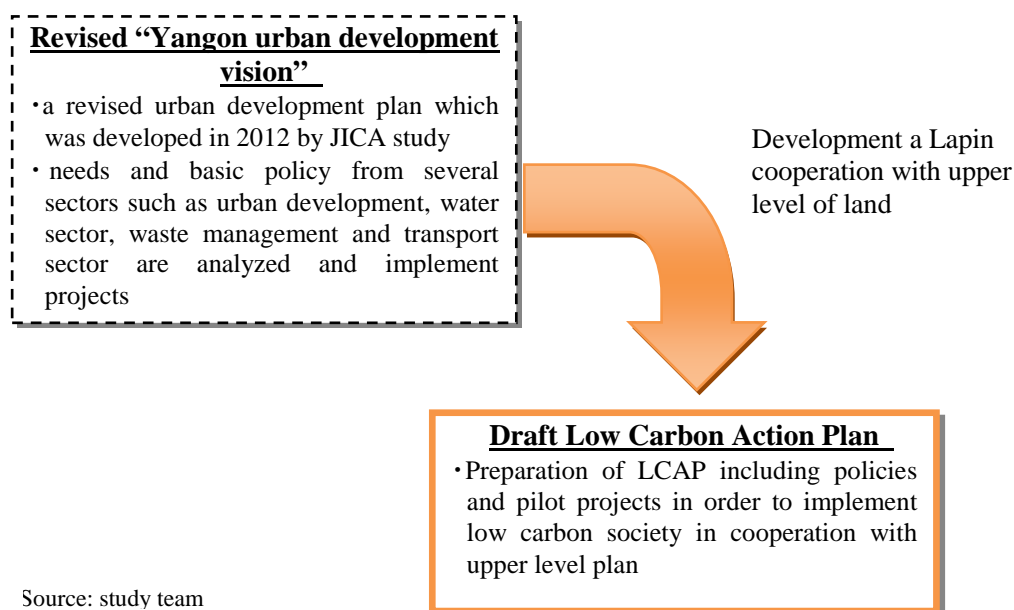 Revised “Yangon urban development
vision”
・a revised urban development plan which
was developed in 2012 by JICA study
・ needs and basic policy from several
sectors such as urban development, water
sector, waste management and transport
sector are analyzed and implement
projects
Development a Lapin
cooperation with upper
level of land
Draft Low Carbon Action Plan
・Preparation of LCAP including policies
and pilot projects in order to implement
low carbon society in cooperation with
upper level plan
Source: study team